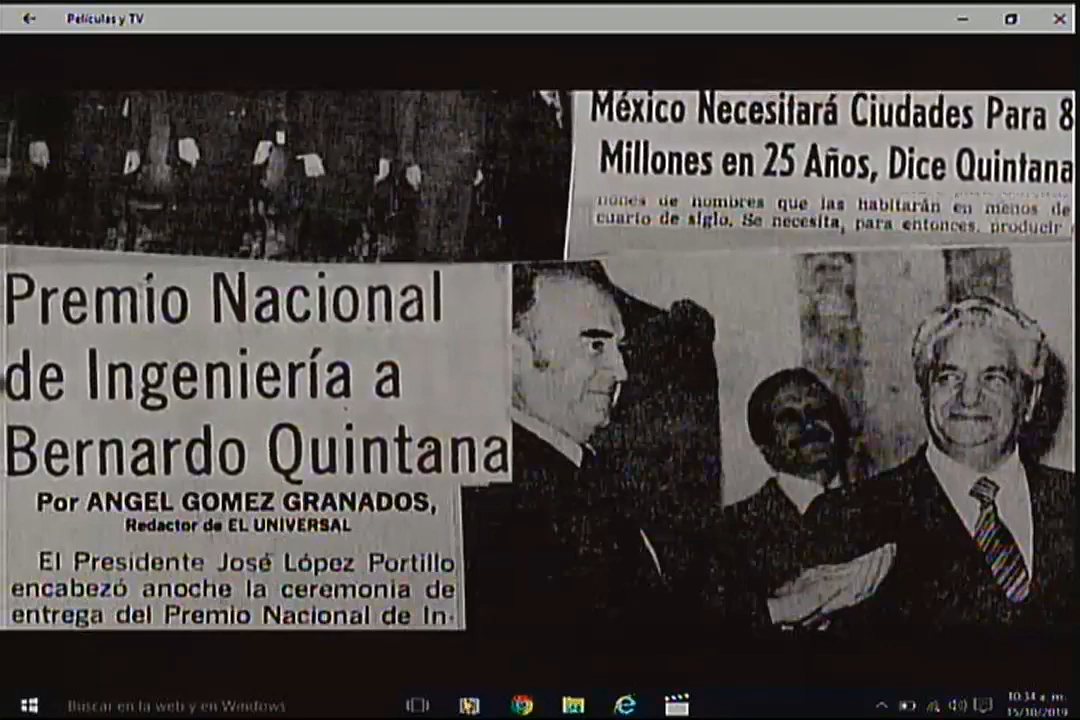 Películas y TV
México Necesitará Ciudades Para 8
Millones en 25 Años, Dice Quintana
nones de hombres que las habitarán en menos de
cuarto de siglo. Se necesita, para entonces, producir
Premio Nacional
de Ingeniería a
Bernardo Quintana
Por ANGEL GOMEZ GRANADOS,
Redactor de EL UNIVERSAL
El Presidente José López Portillo
encabezó anoche la ceremonia de
entrega del Premio Nacional de In-
Buscar en la web y en Windows
10:34 a. m.
15/10/2019